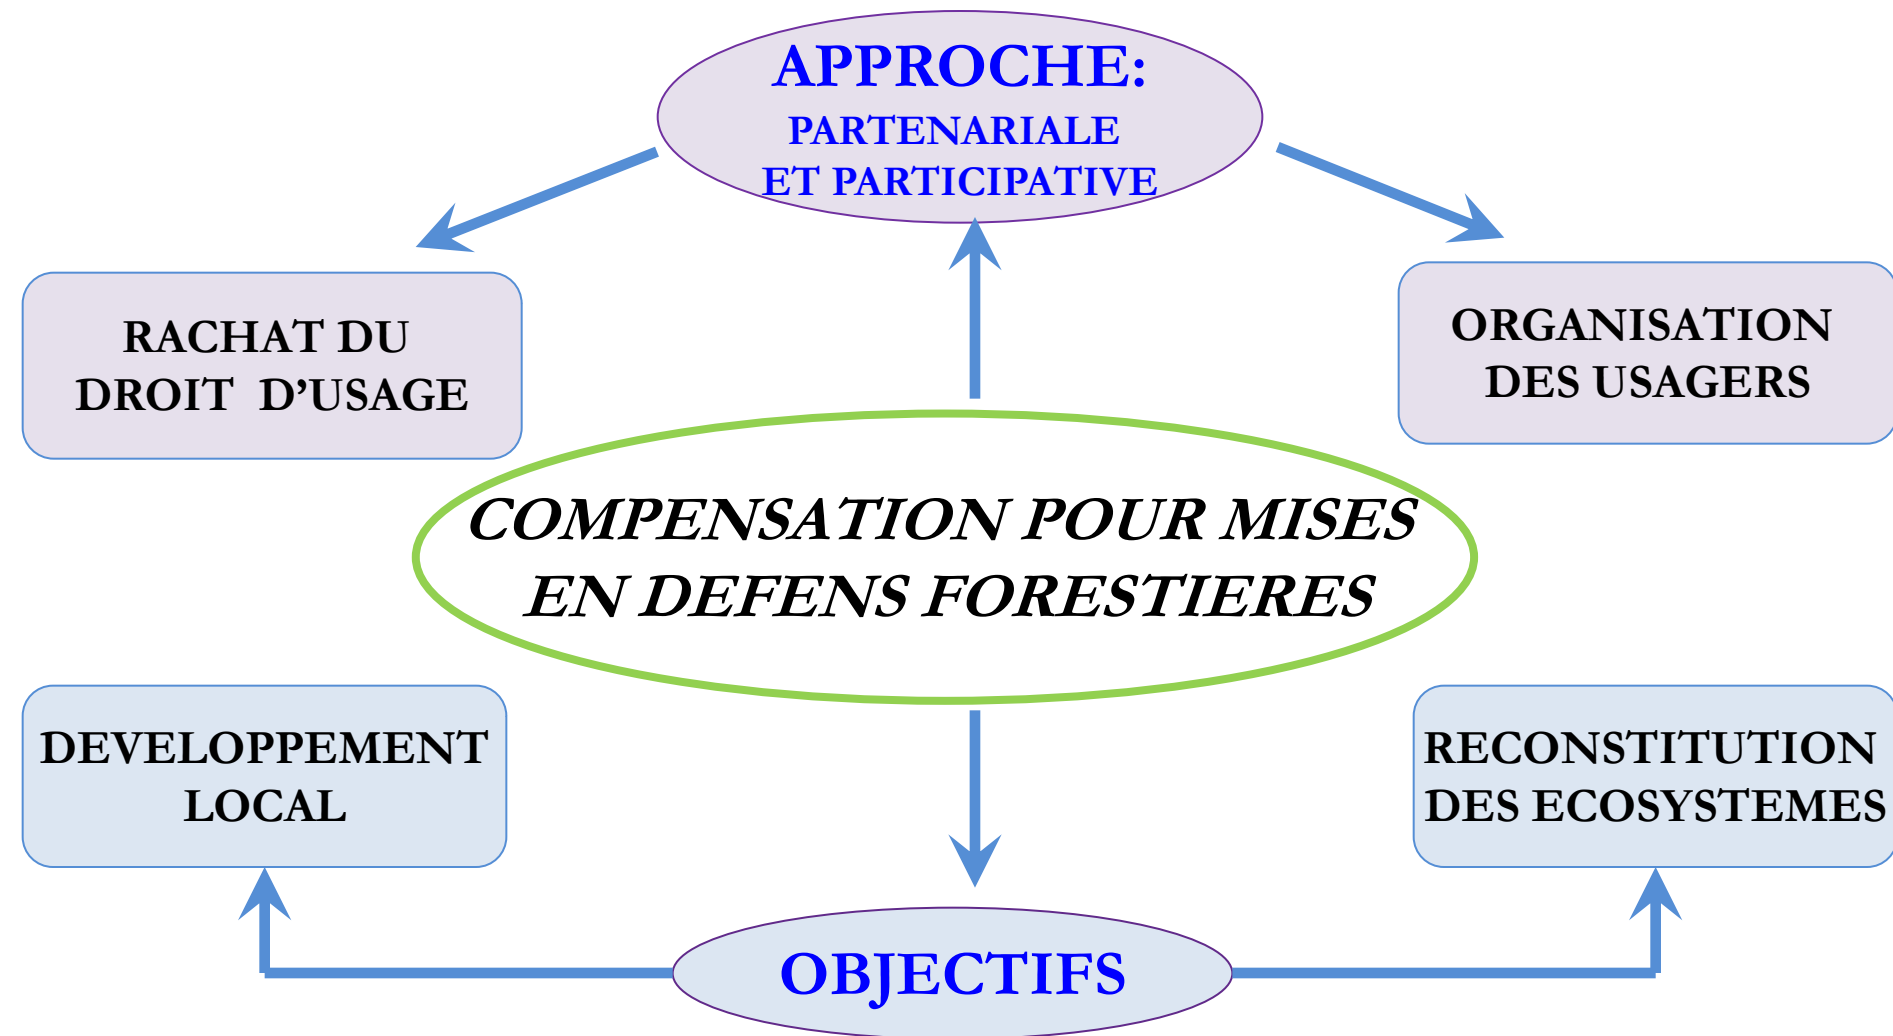 APPROCHE:
PARTENARIALE
ET PARTICIPATIVE
RACHAT DU
DROIT D’USAGE
ORGANISATION
DES USAGERS
COMPENSATION POUR MISES
EN DEFENS FORESTIERES
DEVELOPPEMENT
LOCAL
RECONSTITUTION
DES ECOSYSTEMES
OBJECTIFS